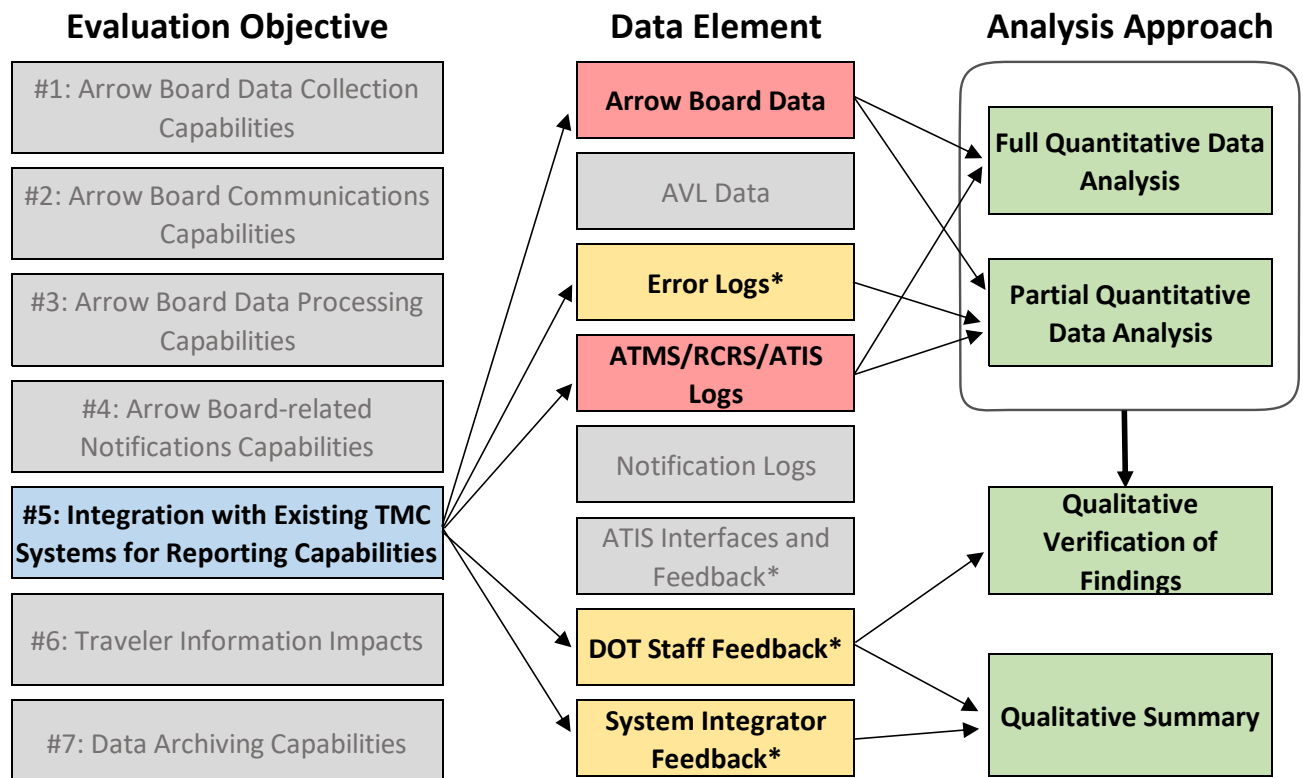 Evaluation Objective
Data Element
Analysis Approach
#1: Arrow Board Data Collection
Capabilities
#2: Arrow Board Communications
Capabilities
#3: Arrow Board Data Processing
Capabilities
#4: Arrow Board-related
Notifications Capabilities
#5: Integration with Existing TMC
Systems for Reporting Capabilities
#6: Traveler Information Impacts
#7: Data Archiving Capabilities
Arrow Board Data
AVL Data
Error Logs*
ATMS/RCRS/ATIS
Logs
Notification Logs
ATIS Interfaces and
Feedback*
DOT Staff Feedback*
System Integrator
Feedback*
Full Quantitative Data
Analysis
Partial Quantitative
Data Analysis
Qualitative
Verification of
Findings
Qualitative Summary